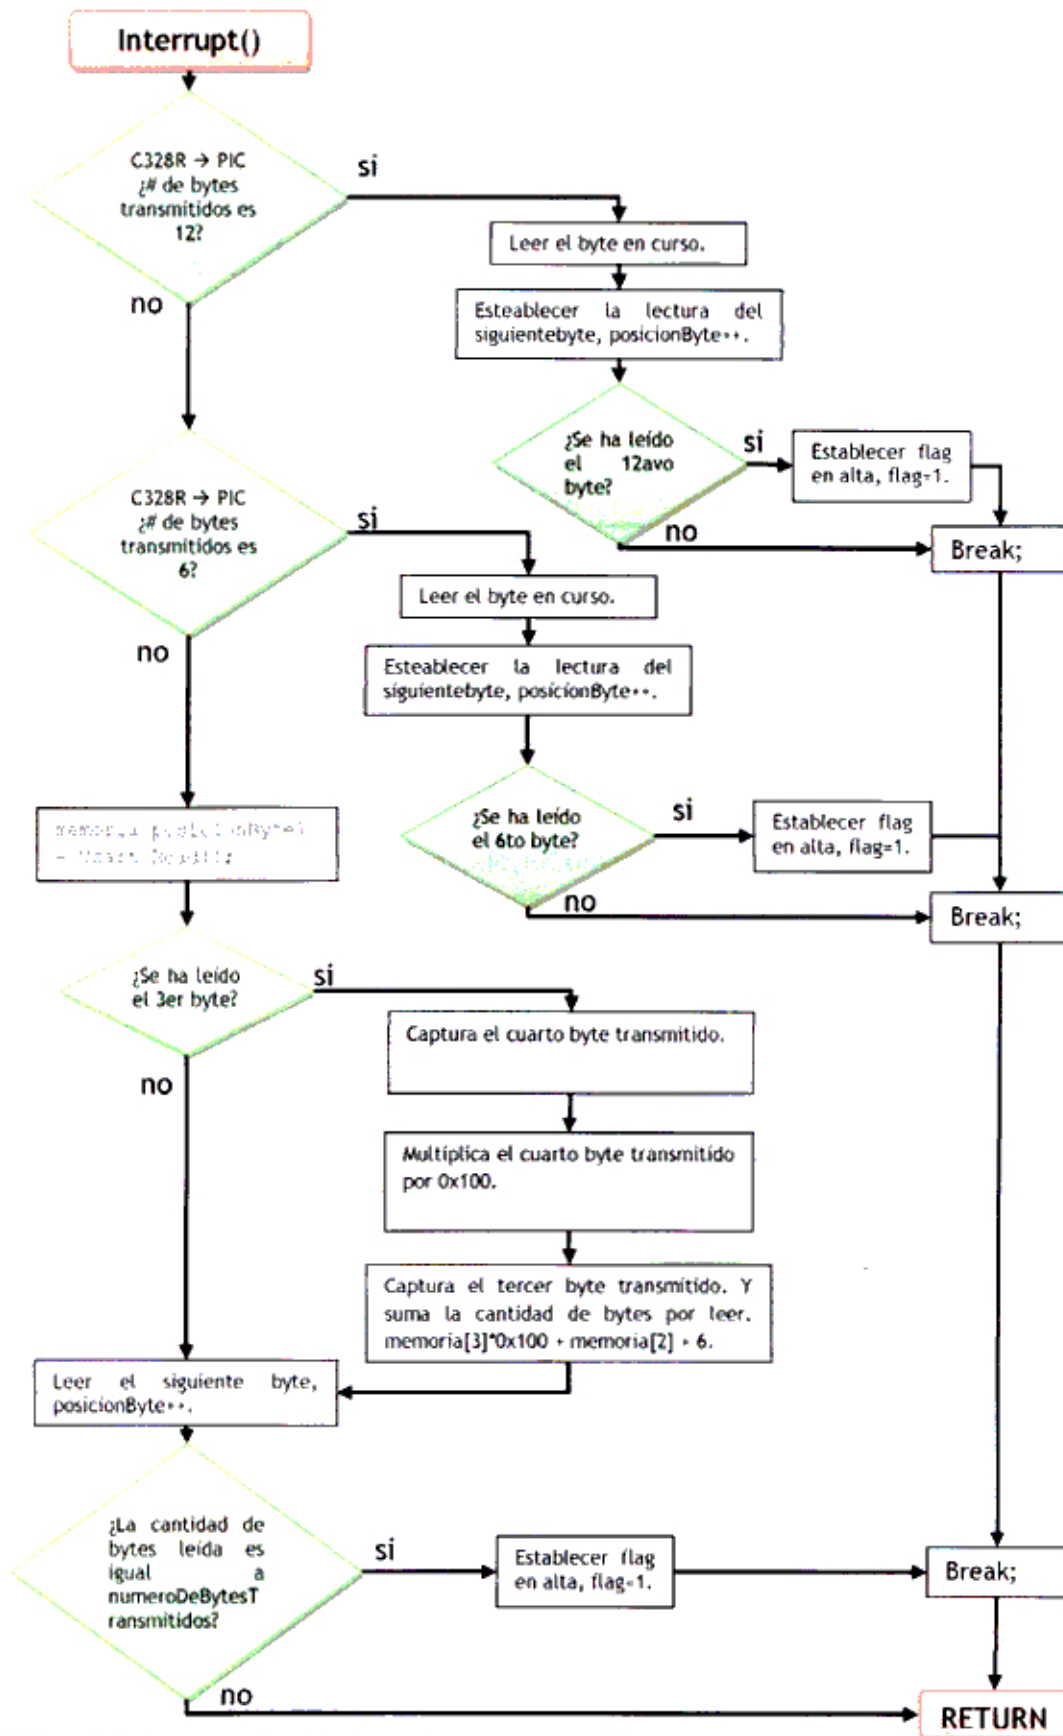 Interrupt()
C328R → PIC
¿# de bytes
transmitidos es
12?
si
no
Leer el byte en curso.
Esteablecer la lectura del
siguientebyte, posicionByte++.
¿Se ha leído
el 12avo
byte?
si
no
Establecer flag
en alta, flag=1.
Break;
C328R → PIC
¿# de bytes
transmitidos es
6?
si
no
Leer el byte en curso.
Esteablecer la lectura del
siguientebyte, posicionByte++.
¿Se ha leído
el 6to byte?
si
no
Establecer flag
en alta, flag=1.
Break;
¿Se ha leído
el 3er byte?
si
no
Captura el cuarto byte transmitido.
Multiplica el cuarto byte transmitido
por 0x100.
Captura el tercer byte transmitido. Y
suma la cantidad de bytes por leer.
memoria[3]*0x100 + memoria[2] + 6.
Leer el siguiente byte,
posicionByte++.
¿La cantidad de
bytes leída es
igual a
numeroDeBytesT
ransmitidos?
si
no
Establecer flag
en alta, flag=1.
Break;
RETURN